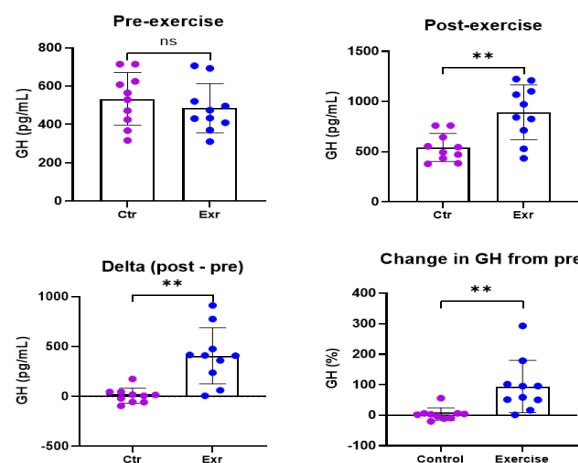 Pre-exercise
ns
800
600
400
200
0
GH (pg/mL)
Ctr
Exr
Post-exercise
**
1500
1000
500
0
GH (pg/mL)
Ctr
Exr
Delta (post - pre)
**
1000
500
0
-500
GH (pg/mL)
Ctr
Exr
Change in GH from pre
**
400
300
200
100
0
-100
GH (%)
Control
Exercise